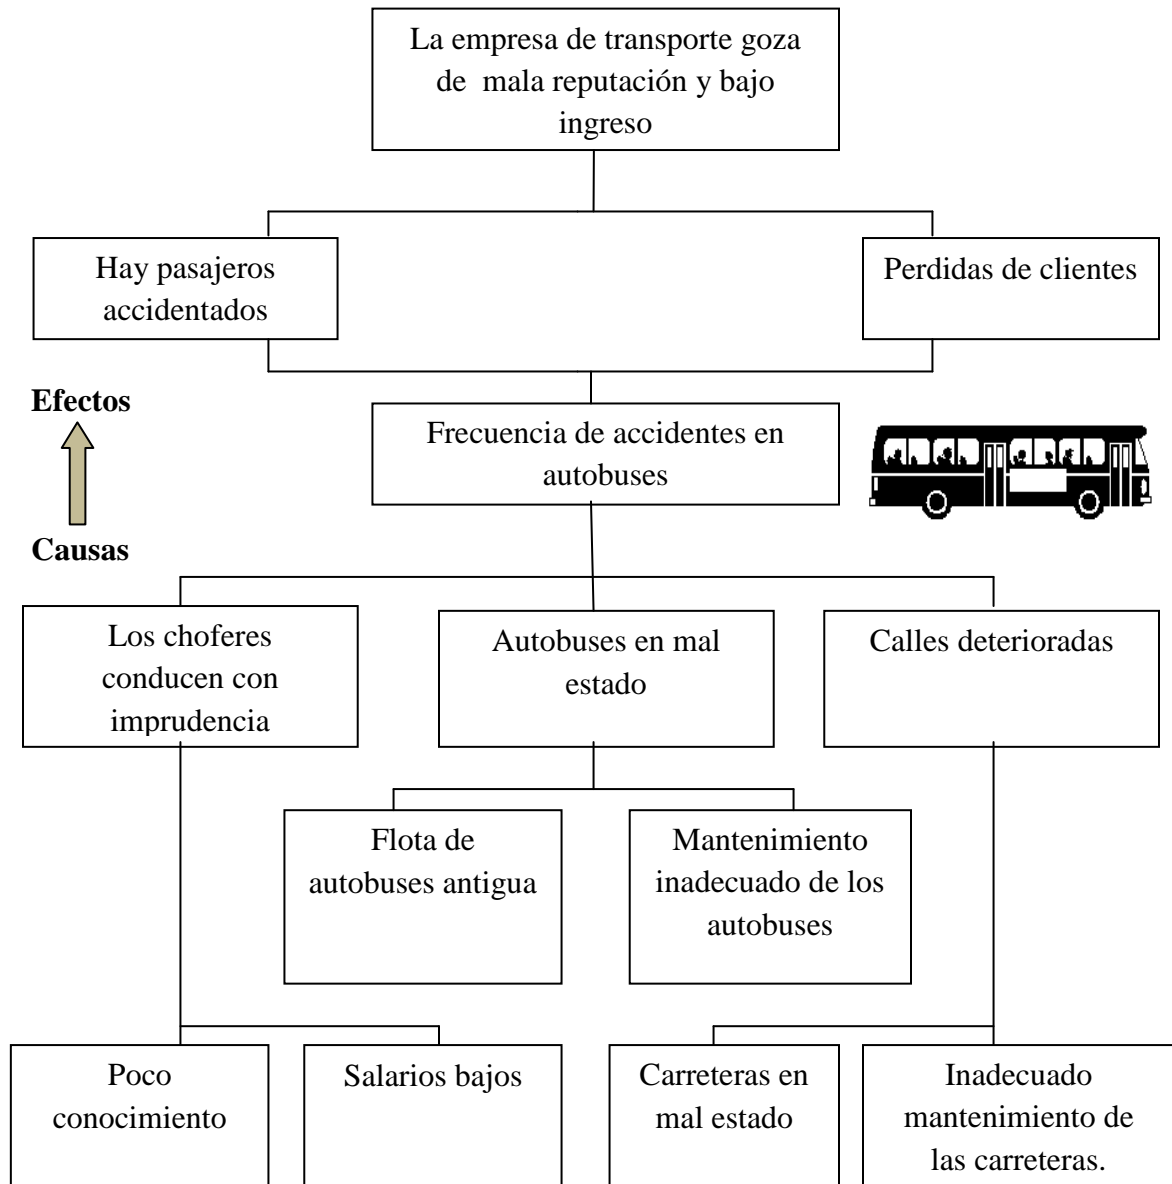 La empresa de transporte goza
de mala reputación y bajo
ingreso
Hay pasajeros
accidentados
Perdidas de clientes
Efectos
Frecuencia de accidentes en
autobuses
Causas
Los choferes
conducen con
imprudencia
Autobuses en mal
estado
Calles deterioradas
Flota de
autobuses antigua
Mantenimiento
inadecuado de los
autobuses
Poco
conocimiento
Salarios bajos
Carreteras en
mal estado
Inadecuado
mantenimiento de
las carreteras.